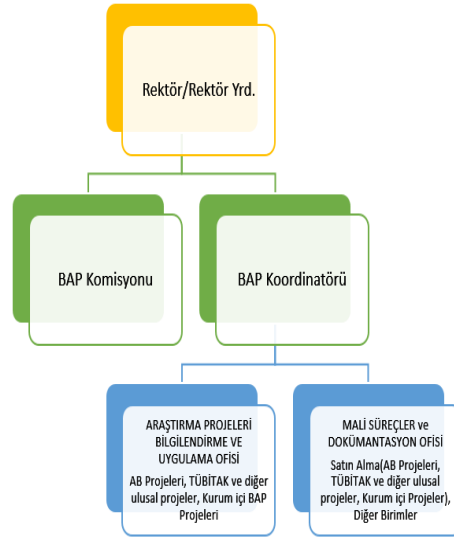 Rektör/Rektör Yrd.
BAP Komisyonu
BAP Koordinatörü
ARAŞTIRMA PROJELERİ
BİLGİLENDİRME VE
UYGULAMA OFİSİ
AB Projeleri, TÜBİTAK ve diğer
ulusal projeler, Kurum içi BAP
Projeleri
MALİ SÜREÇLER ve
DOKÜMANTASYON OFİSİ
Satın Alma(AB Projeleri,
TÜBİTAK ve diğer ulusal
projeler, Kurum içi Projeler),
Diğer Birimler